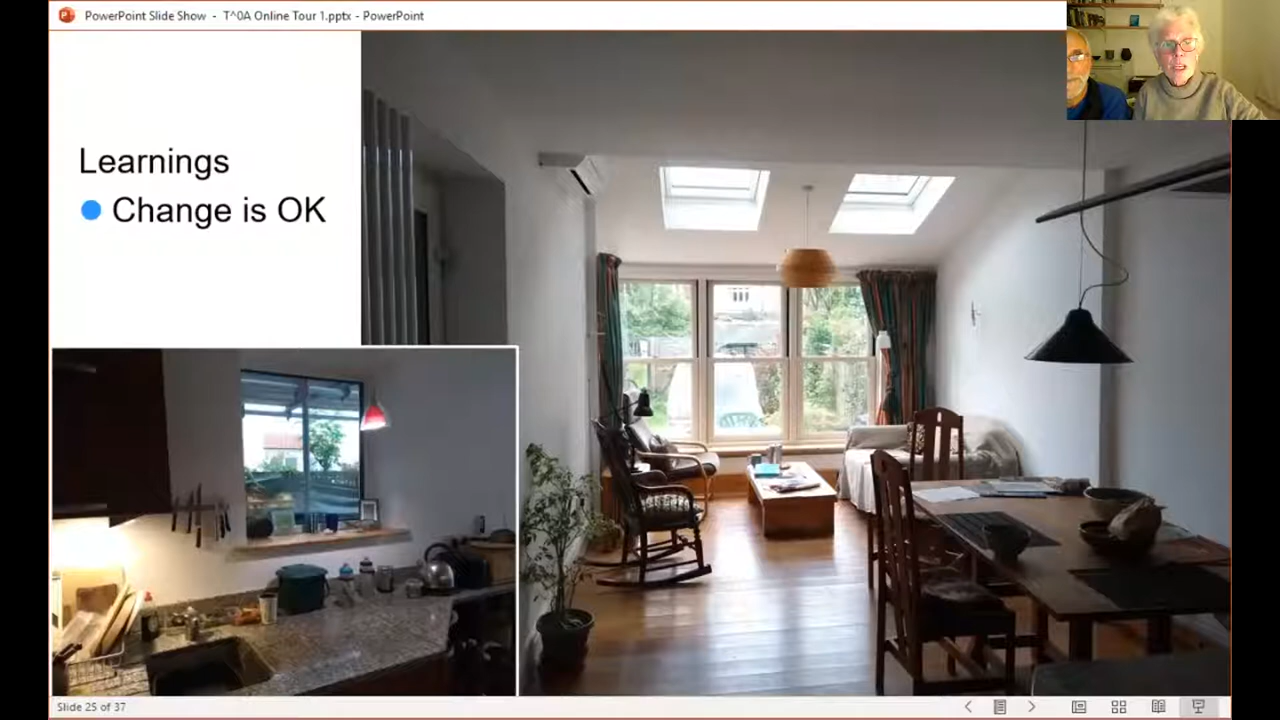 PowerPoint Slide Show - T^0A Online Tour 1.pptx - PowerPoint
Learnings
Change is OK
Slide 25 of 37